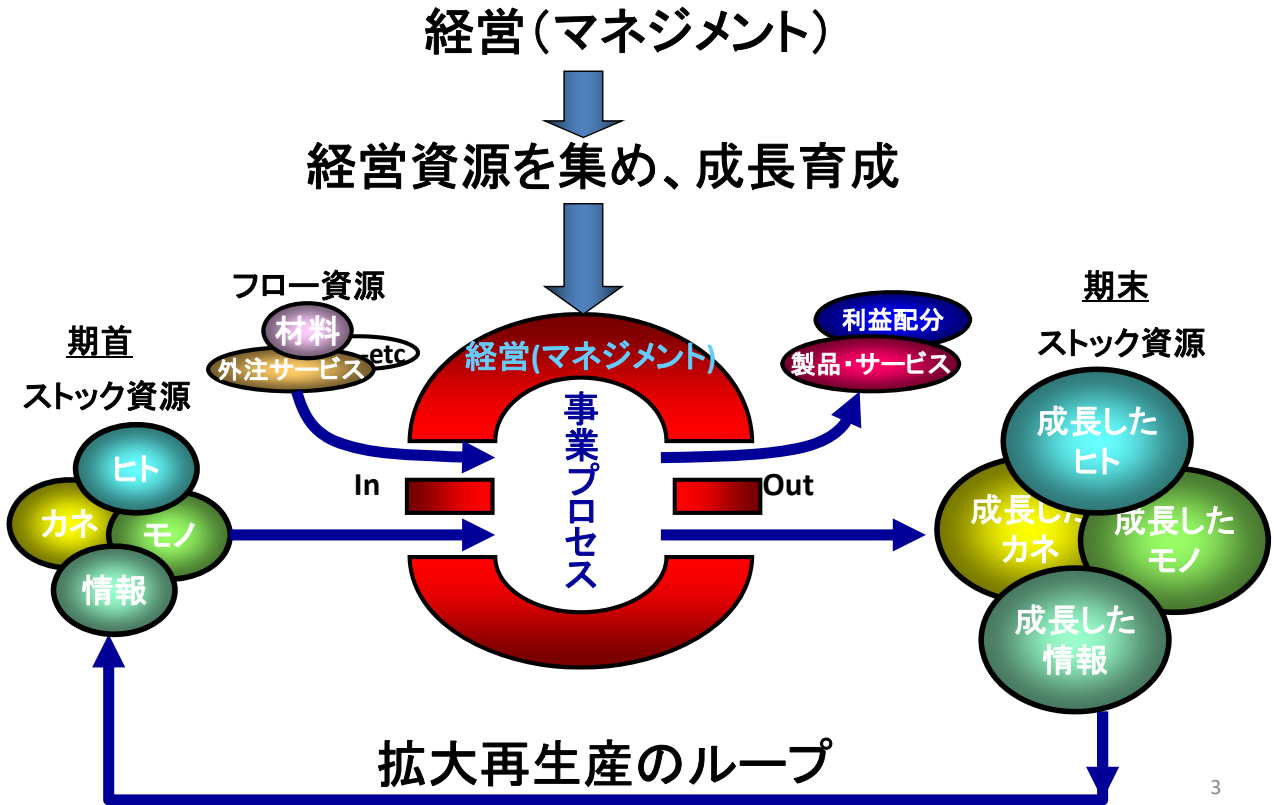 経営（マネジメント）
経営資源を集め、成長育成
フロー資源
材料
外注サービス
-etc
期首
ストック資源
ヒト
カネ
モノ
情報
In
経営(マネジメント)
事業プロセス
Out
利益配分
製品・サービス
期末
ストック資源
成長した
ヒト
成長した
カネ
成長した
モノ
成長した
情報
拡大再生産のループ
3